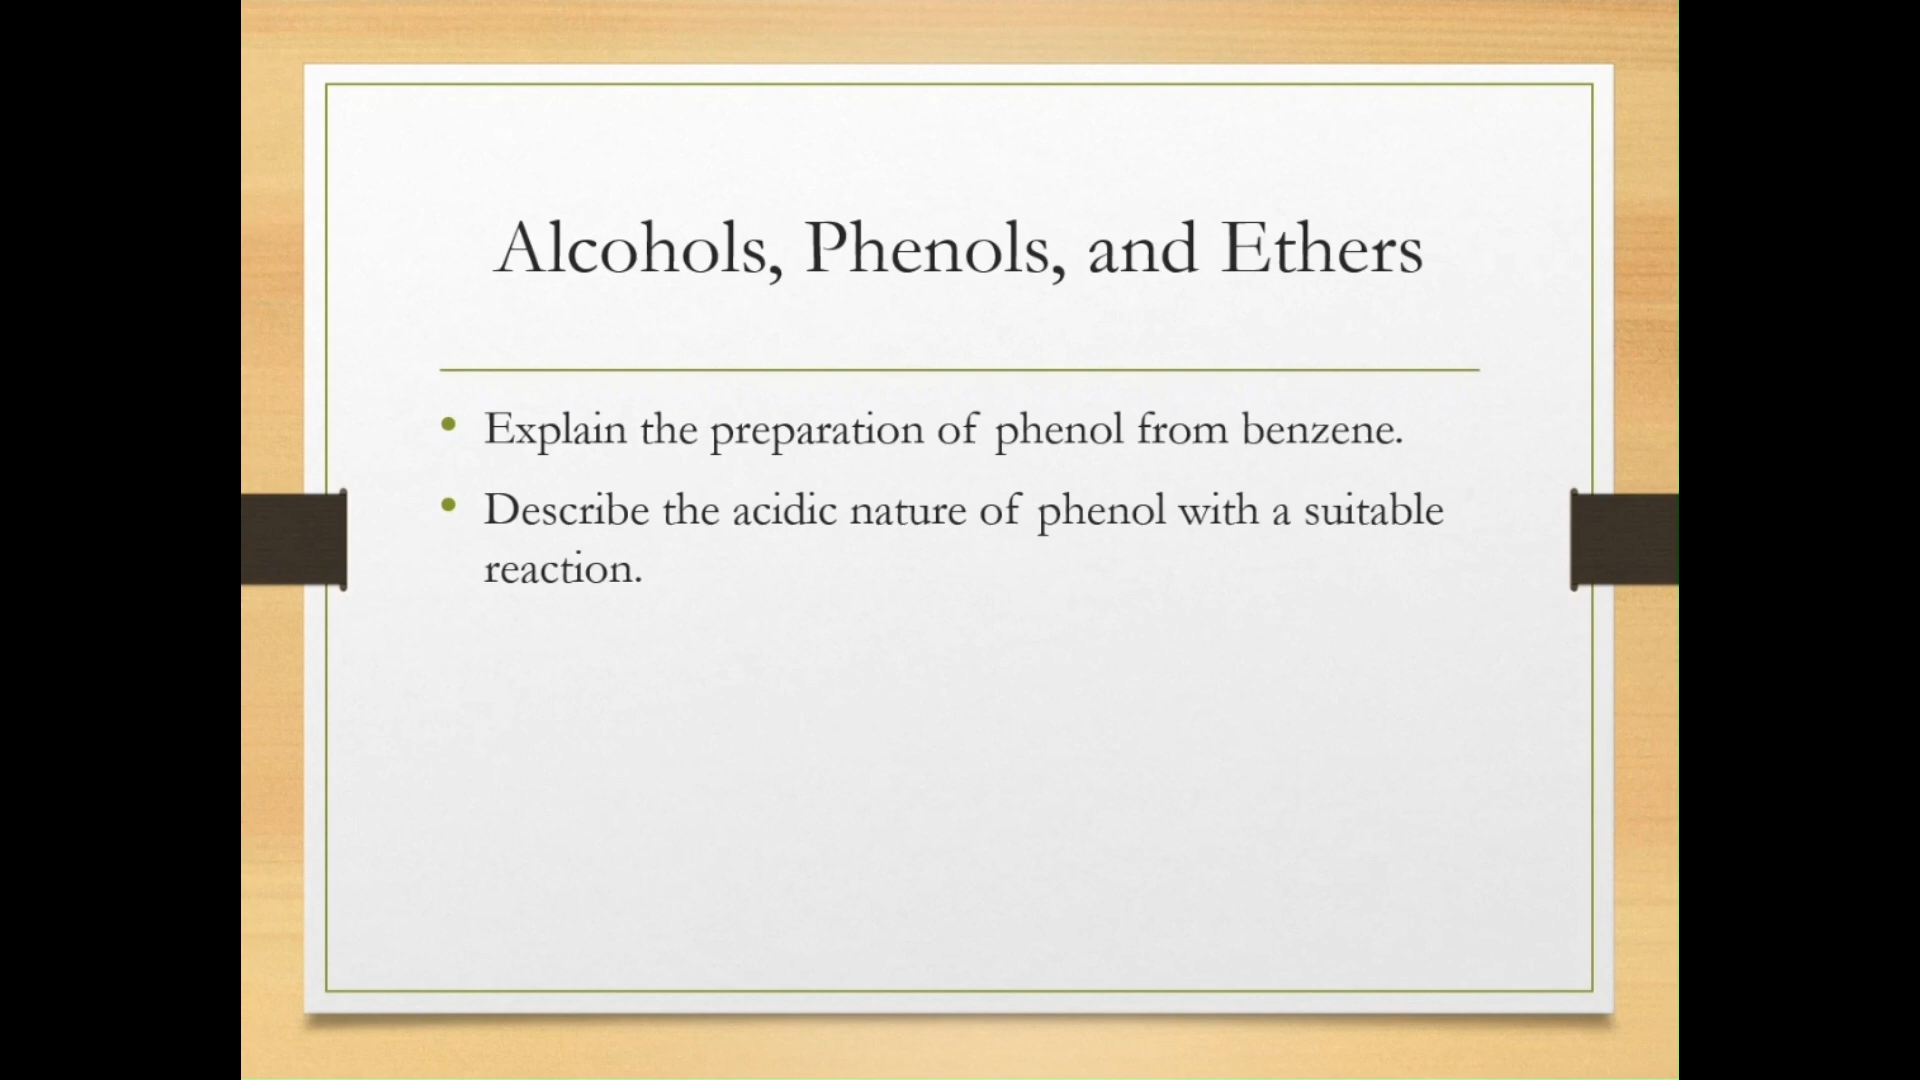 Alcohols, Phenols, and Ethers
• Explain the preparation of phenol from benzene.
• Describe the acidic nature of phenol with a suitable
reaction.